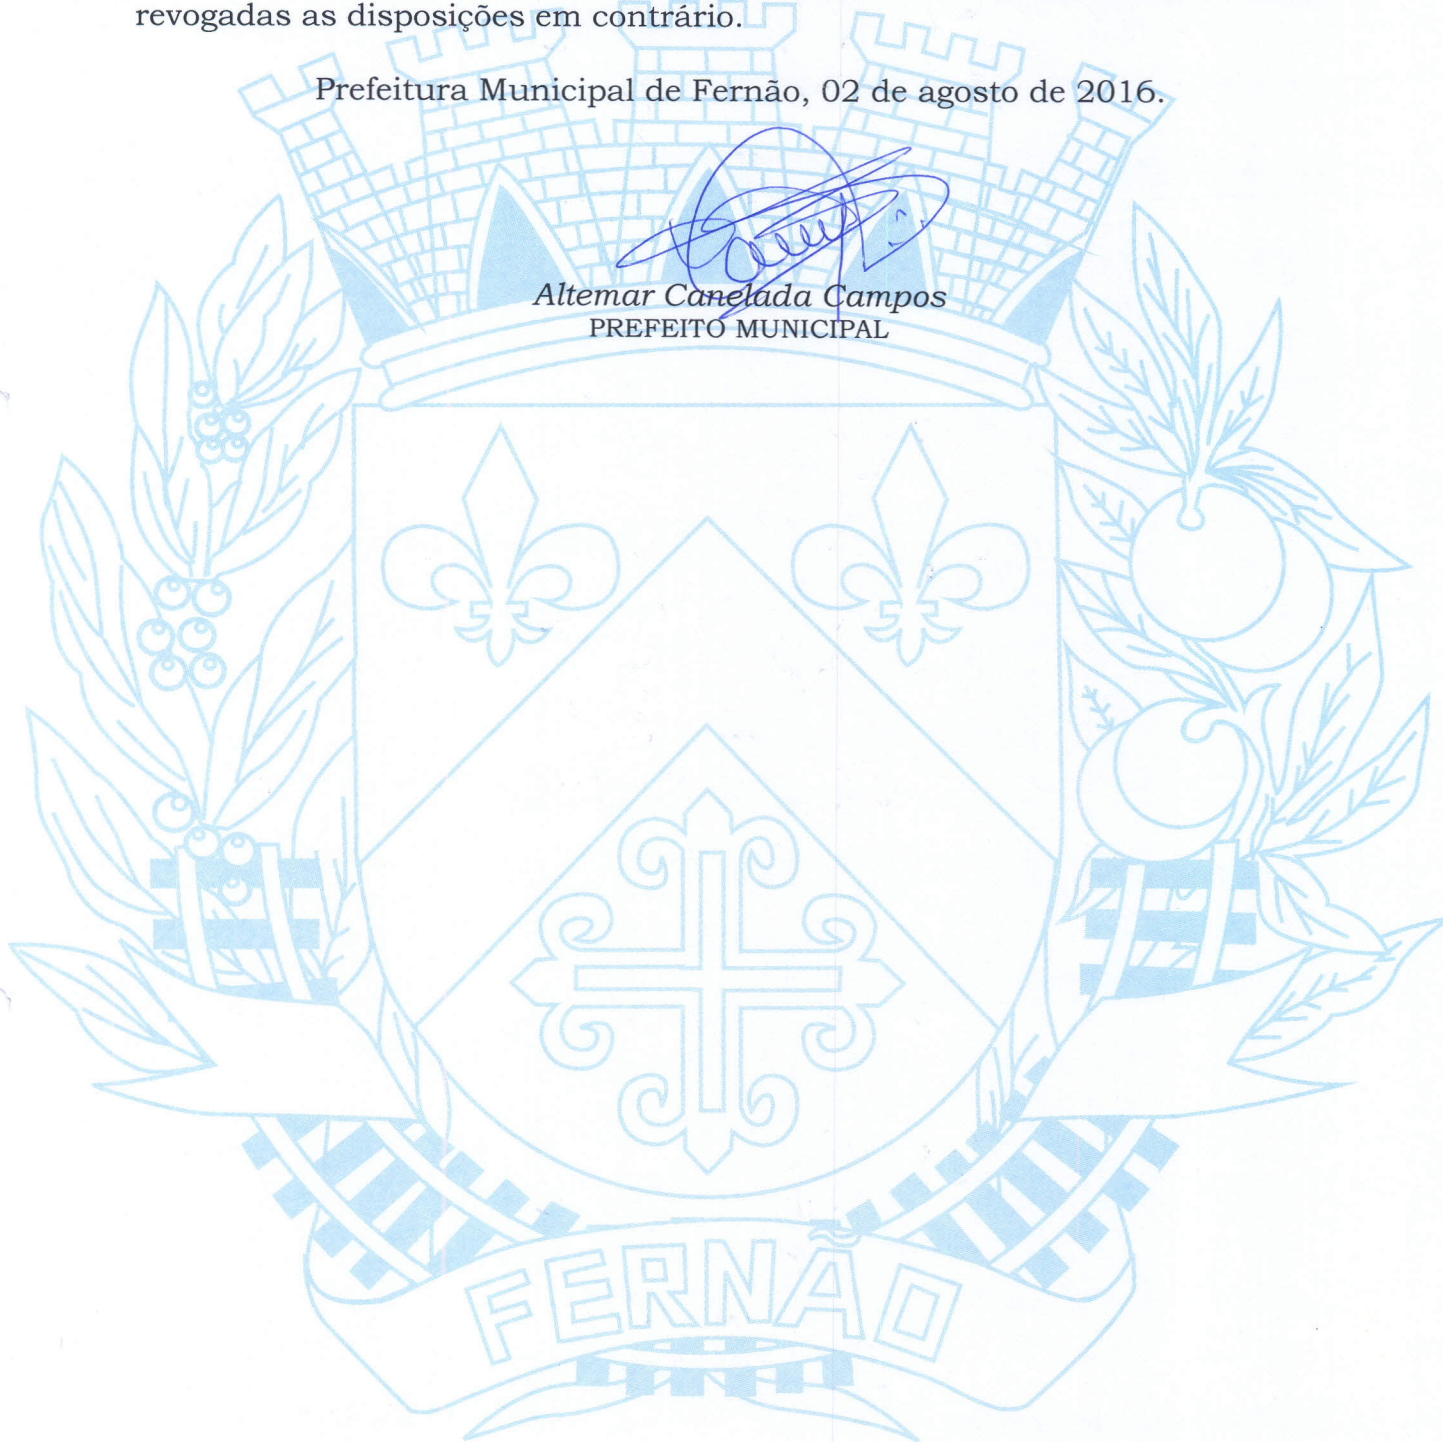 revogadas as disposições em contrário.
Prefeitura Municipal de Fernão, 02 de agosto de 2016.
Altemar Canelada Campos
PREFEITO MUNICIPAL
FERNÃO